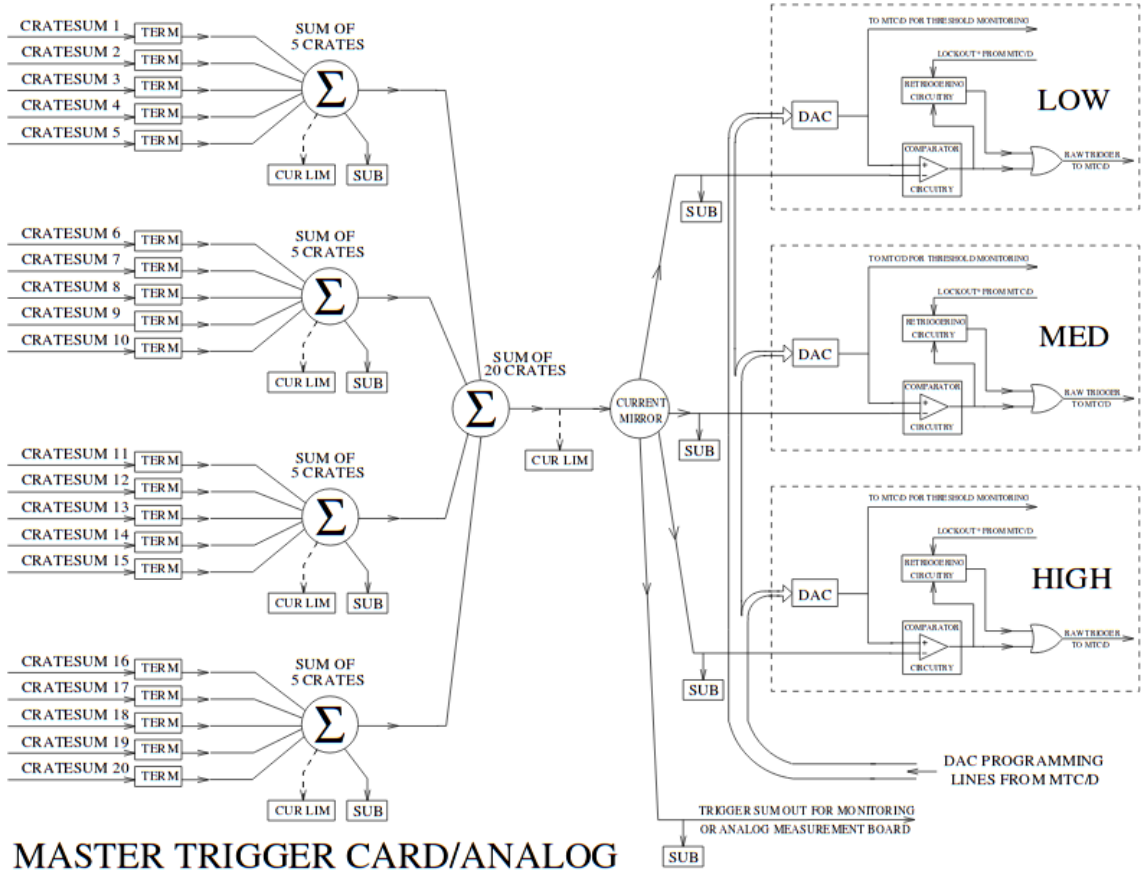 CRATESUM 1
TERM
CRATESUM 2
TERM
CRATESUM 3
TERM
CRATESUM 4
TERM
CRATESUM 5
TERM
SUM OF
5 CRATES
Σ
CUR LIM
SUB
CRATESUM 6
TERM
CRATESUM 7
TERM
CRATESUM 8
TERM
CRATESUM 9
TERM
CRATESUM 10
TERM
SUM OF
5 CRATES
Σ
CUR LIM
SUB
CRATESUM 11
TERM
CRATESUM 12
TERM
CRATESUM 13
TERM
CRATESUM 14
TERM
CRATESUM 15
TERM
SUM OF
5 CRATES
Σ
CUR LIM
SUB
CRATESUM 16
TERM
CRATESUM 17
TERM
CRATESUM 18
TERM
CRATESUM 19
TERM
CRATESUM 20
TERM
SUM OF
5 CRATES
Σ
CUR LIM
SUB
SUM OF
20 CRATES
Σ
CUR LIM
CURRENT
MIRROR
SUB
SUB
SUB
SUB
TO MTC/D FOR THRESHOLD MONITORING
LOCKOUT* FROM MTC/D
RETRIGGERING
CIRCUITRY
LOW
DAC
COMPARATOR
+
−
CIRCUITRY
RAW TRIGGER
TO MTC/D
TO MTC/D FOR THRESHOLD MONITORING
LOCKOUT* FROM MTC/D
RETRIGGERING
CIRCUITRY
MED
DAC
COMPARATOR
+
−
CIRCUITRY
RAW TRIGGER
TO MTC/D
TO MTC/D FOR THRESHOLD MONITORING
LOCKOUT* FROM MTC/D
RETRIGGERING
CIRCUITRY
HIGH
DAC
COMPARATOR
+
−
CIRCUITRY
RAW TRIGGER
TO MTC/D
DAC PROGRAMMING
LINES FROM MTC/D
TRIGGER SUM OUT FOR MONITORING
OR ANALOG MEASUREMENT BOARD
MASTER TRIGGER CARD/ANALOG